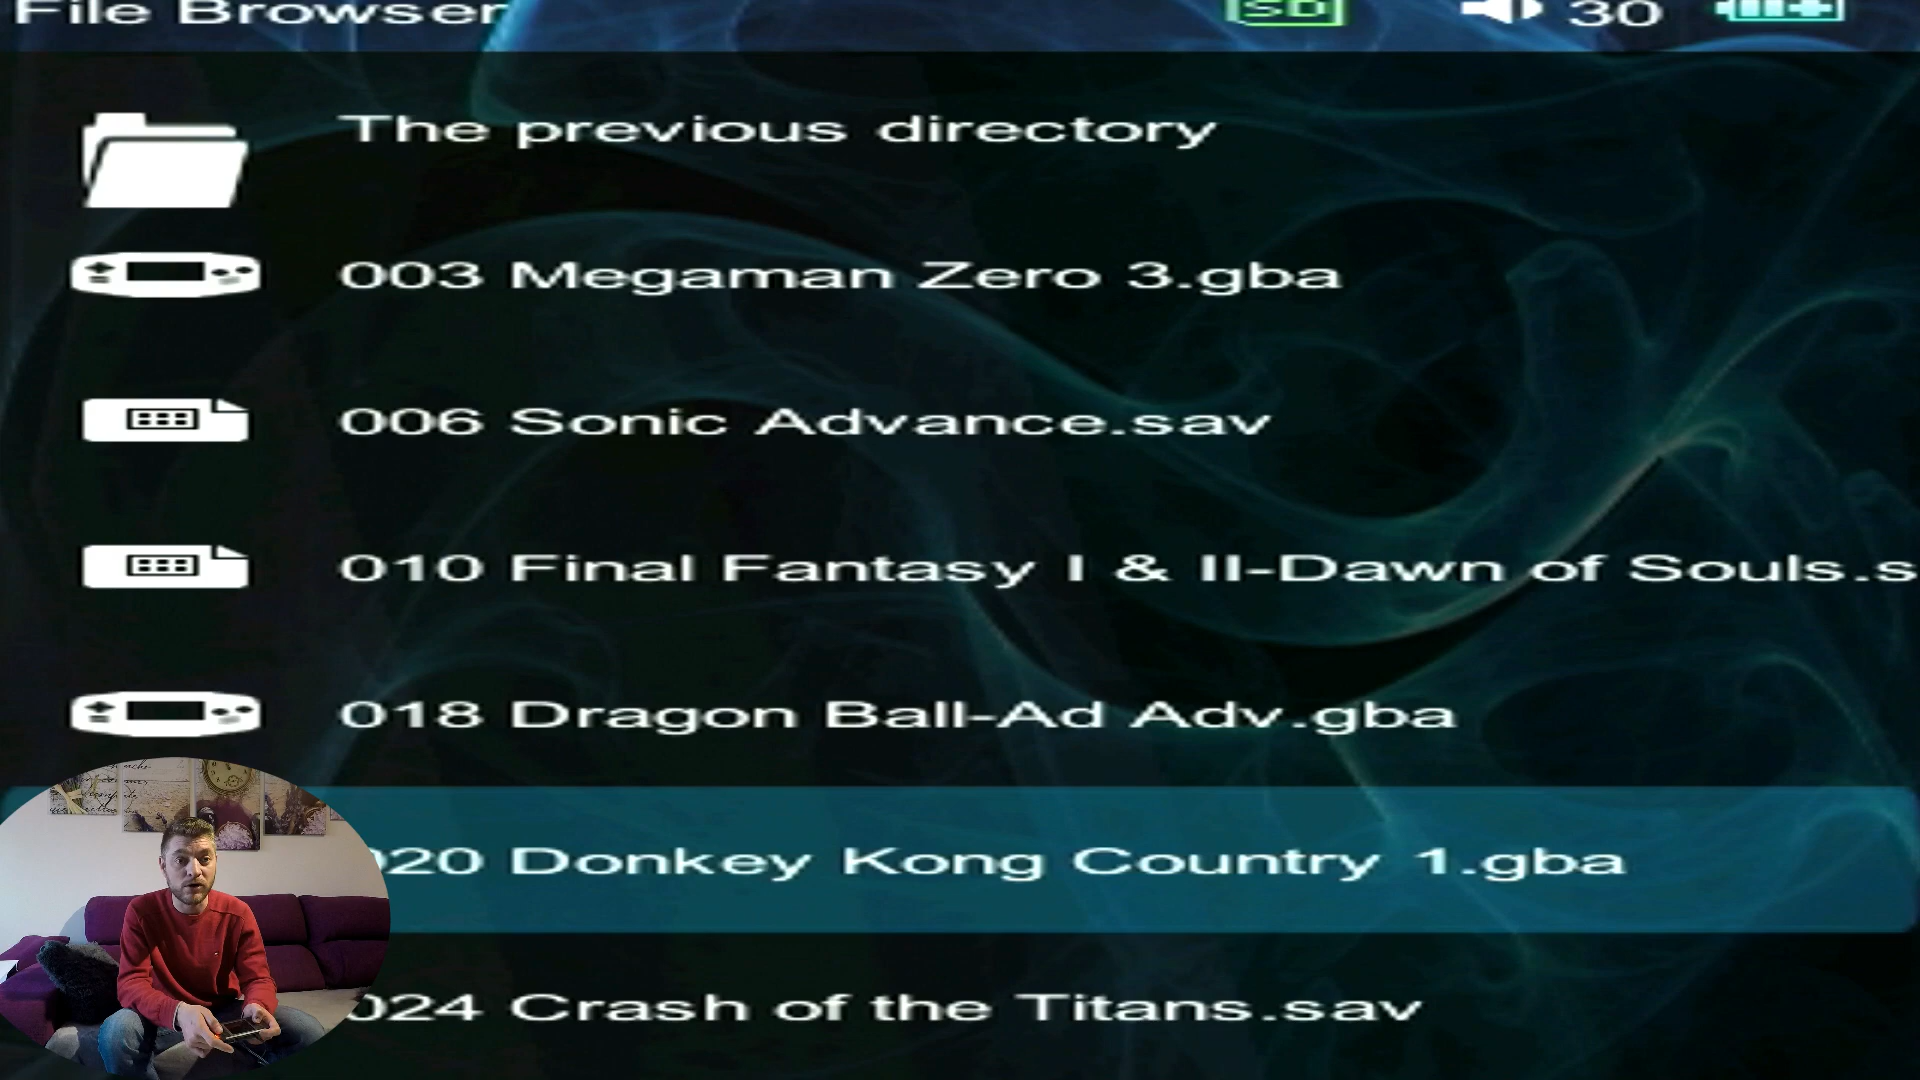 File Browser
SD
30
The previous directory
003 Megaman Zero 3.gba
006 Sonic Advance.sav
010 Final Fantasy I & II-Dawn of Souls.s
018 Dragon Ball-Ad Adv.gba
020 Donkey Kong Country 1.gba
024 Crash of the Titans.sav